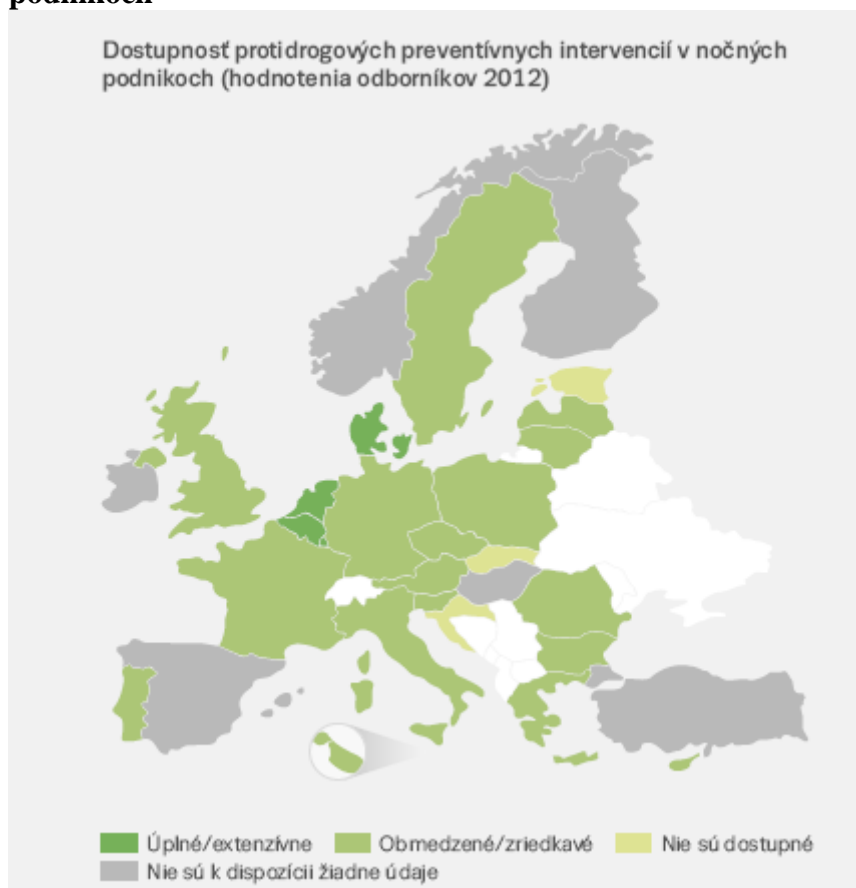 podnikoch
Dostupnosť protidrogových preventívnych intervencií v nočných
podnikoch (hodnotenia odborníkov 2012)
Úplné/extenzívne Obmedzené/zriedkavé Nie sú dostupné
Nie sú k dispozícii žiadne údaje